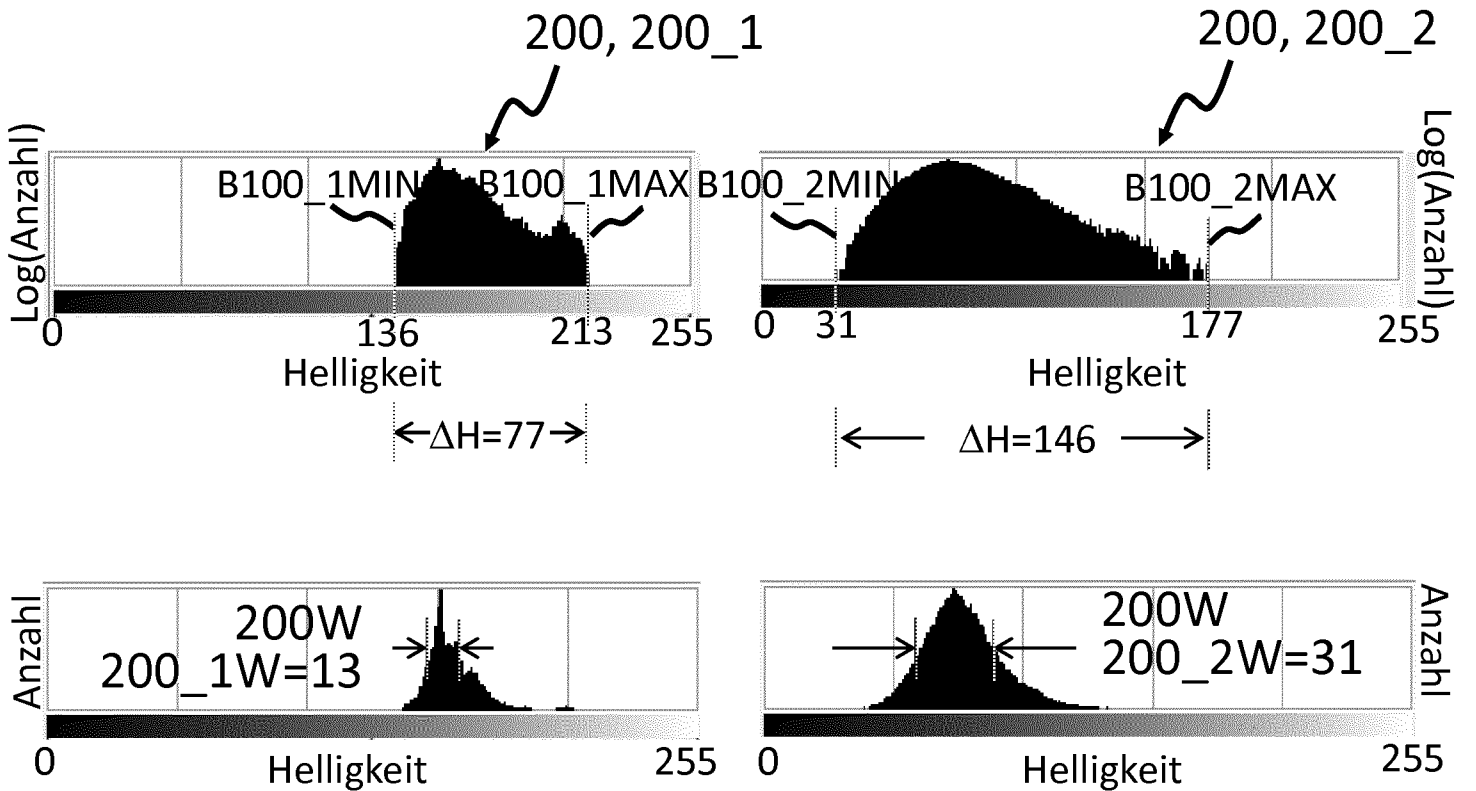 200, 200_1
200, 200_2
Log(Anzahl)
B100_1MIN
B100_1MAX
B100_2MIN
B100_2MAX
Log(Anzahl)
0
136
213
255
0
31
177
255
Helligkeit
Helligkeit
ΔH=77
ΔH=146
Anzahl
200W
200_1W=13
200W
200_2W=31
Anzahl
0
Helligkeit
255
0
Helligkeit
255